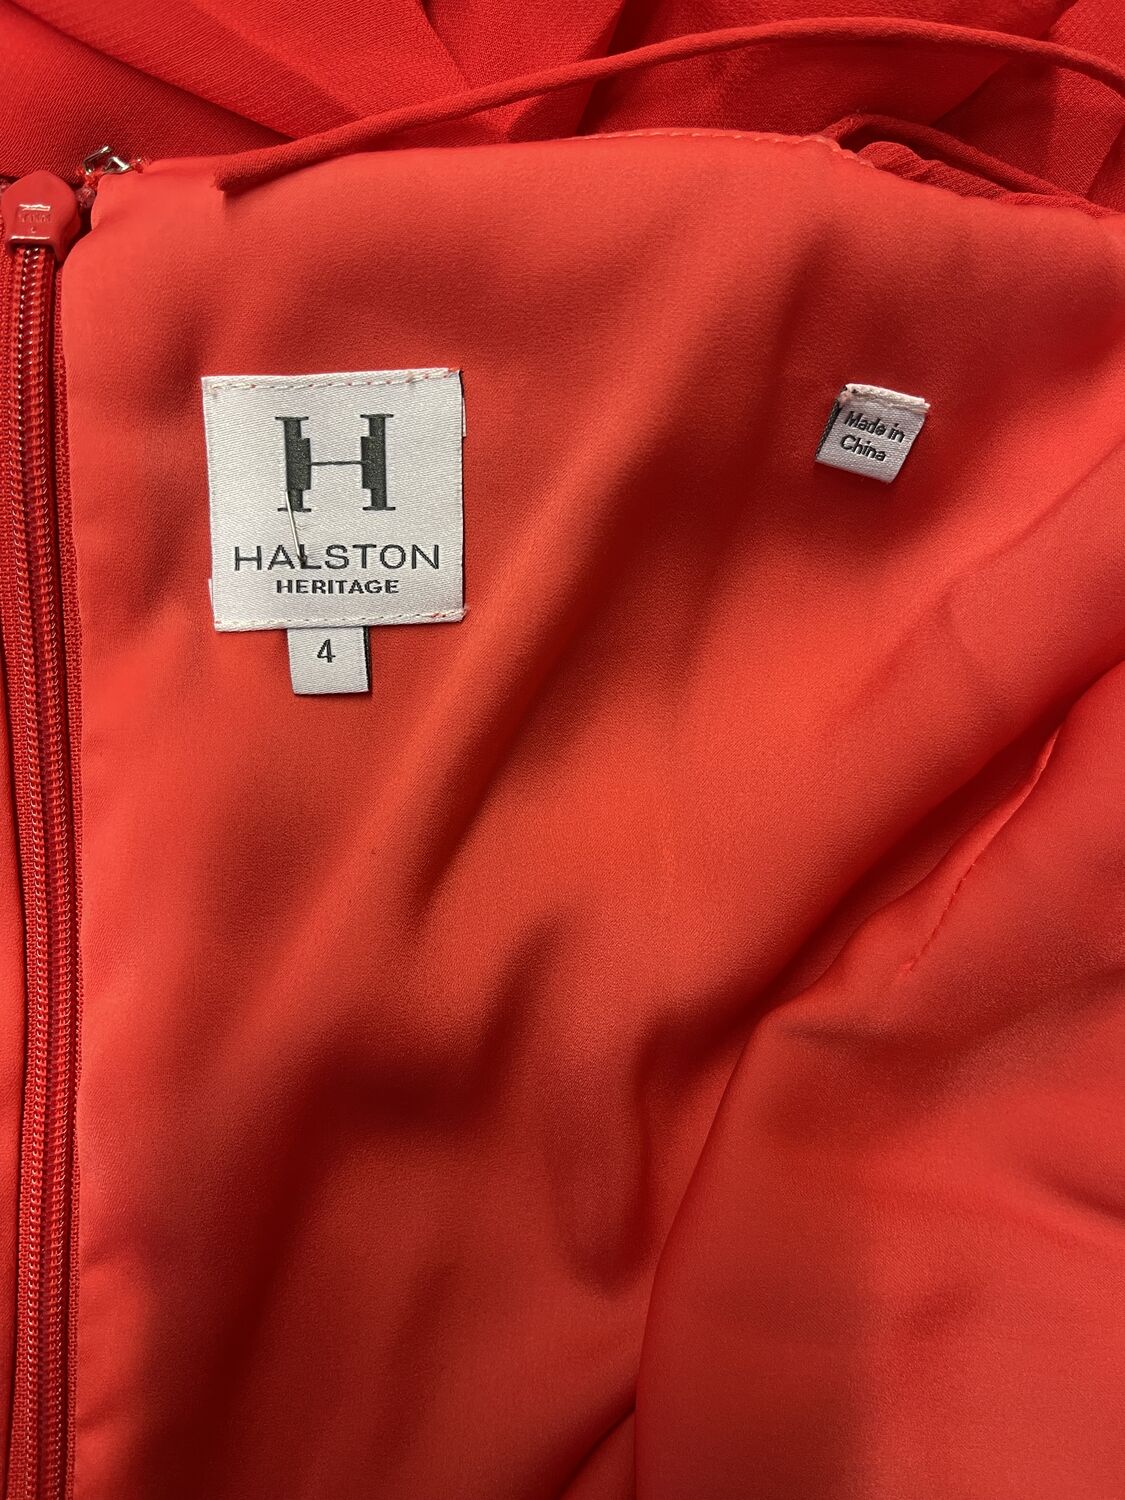 H
HALSTON
HERITAGE
4
Made in
China